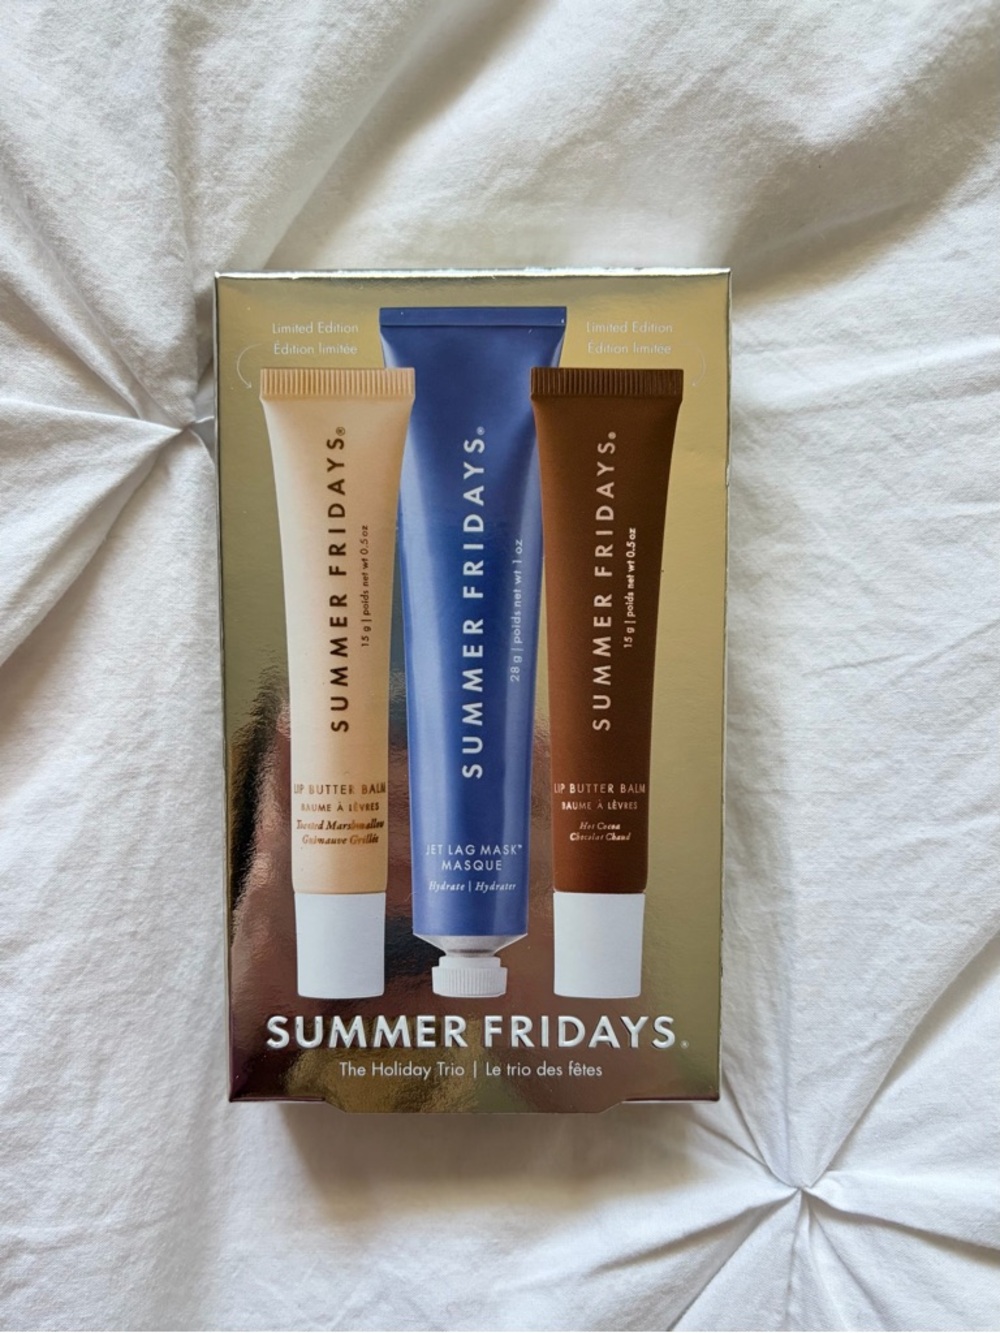 Limited Edition
Édition limitée
Limited Edition
Édition limitée
SUMMER FRIDAYS®
15 g | poids net wt 0.5 oz
LIP BUTTER BALM
BAUME À LÈVRES
Toasted Marshmallow
Guimauve Grillée
SUMMER FRIDAYS®
28 g | poids net wt 1 oz
JET LAG MASK™
MASQUE
Hydrate | Hydrater
SUMMER FRIDAYS®
15 g | poids net wt 0.5 oz
LIP BUTTER BALM
BAUME À LÈVRES
Hot Cocoa
Chocolat Chaud
SUMMER FRIDAYS®
The Holiday Trio | Le trio des fêtes